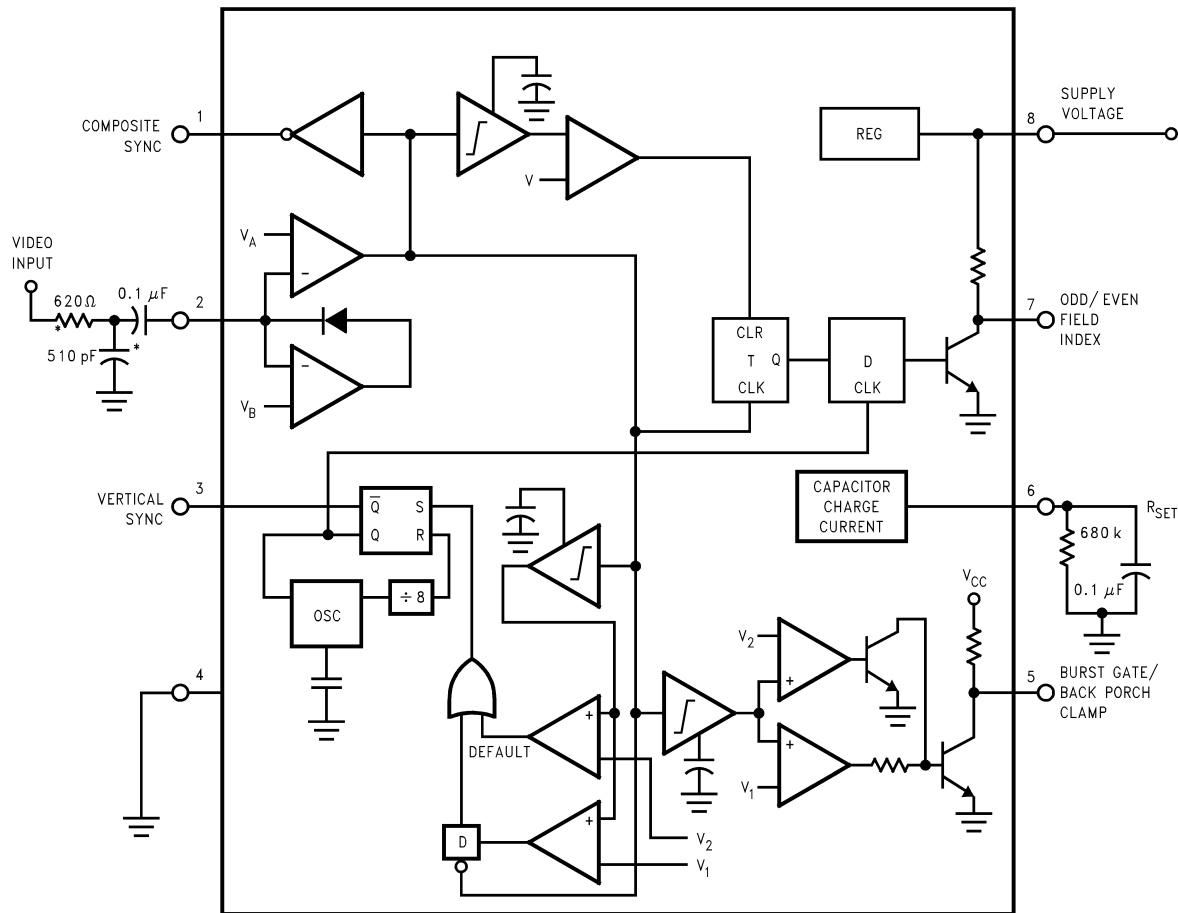 COMPOSITE
SYNC
1
V
REG
8
SUPPLY
VOLTAGE
VIDEO
INPUT
620Ω
*
0.1 µF
*
510 pF
2
V_A
−
−
V_B
CLR
T Q
CLK
D
CLK
7
ODD/EVEN
FIELD
INDEX
VERTICAL
SYNC
3
Q̅ S
Q R
OSC
÷ 8
CAPACITOR
CHARGE
CURRENT
6
R_SET
680 k
0.1 µF
4
DEFAULT
+
+
D
V_2
V_1
V_2
+
+
V_1
V_CC
5
BURST GATE/
BACK PORCH
CLAMP